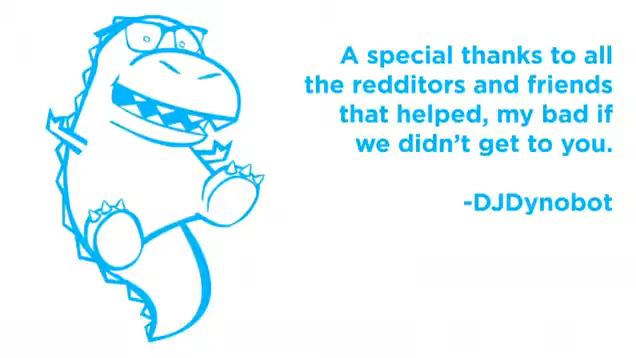 A special thanks to all
the redditors and friends
that helped, my bad if
we didn't get to you.
-DJDynobot